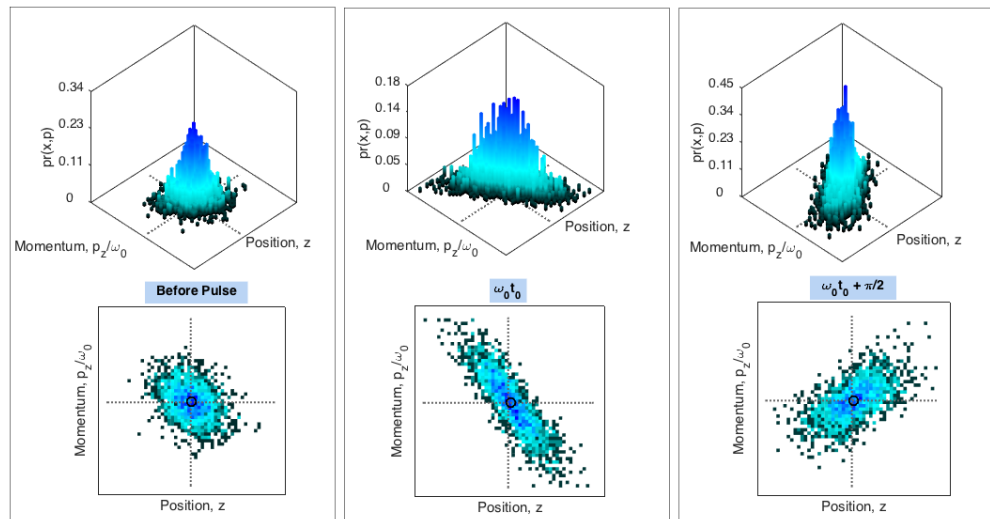 0.34
0.23
0.11
0
pr(x,p)
Momentum, p_z/ω_0
Position, z
Before Pulse
Momentum, p_z/ω_0
Position, z
0.18
0.14
0.09
0.05
0
pr(x,p)
Momentum, p_z/ω_0
Position, z
ω_0t_0
Momentum, p_z/ω_0
Position, z
0.45
0.34
0.23
0.11
0
pr(x,p)
Momentum, p_z/ω_0
Position, z
ω_0t_0 + π/2
Momentum, p_z/ω_0
Position, z